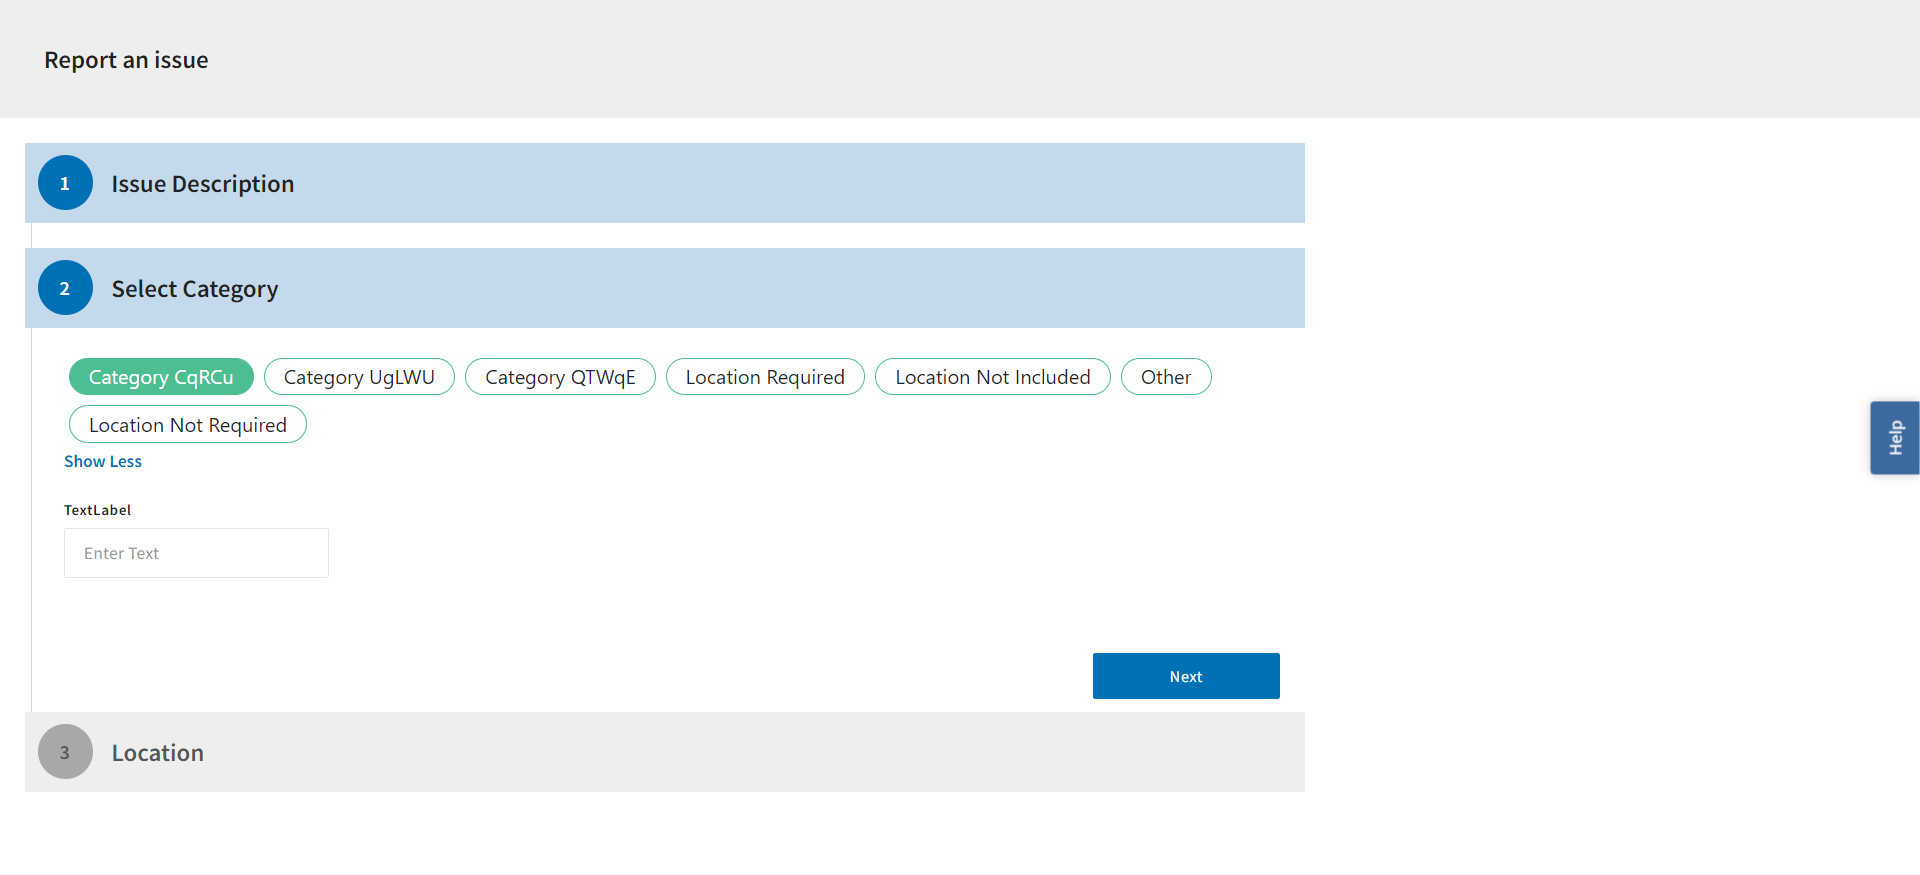 Report an issue
1 Issue Description
2 Select Category
Category CqRCu Category UgLWU Category QTWqE Location Required Location Not Included Other
Location Not Required
Show Less
Help
TextLabel
Enter Text
Next
3 Location